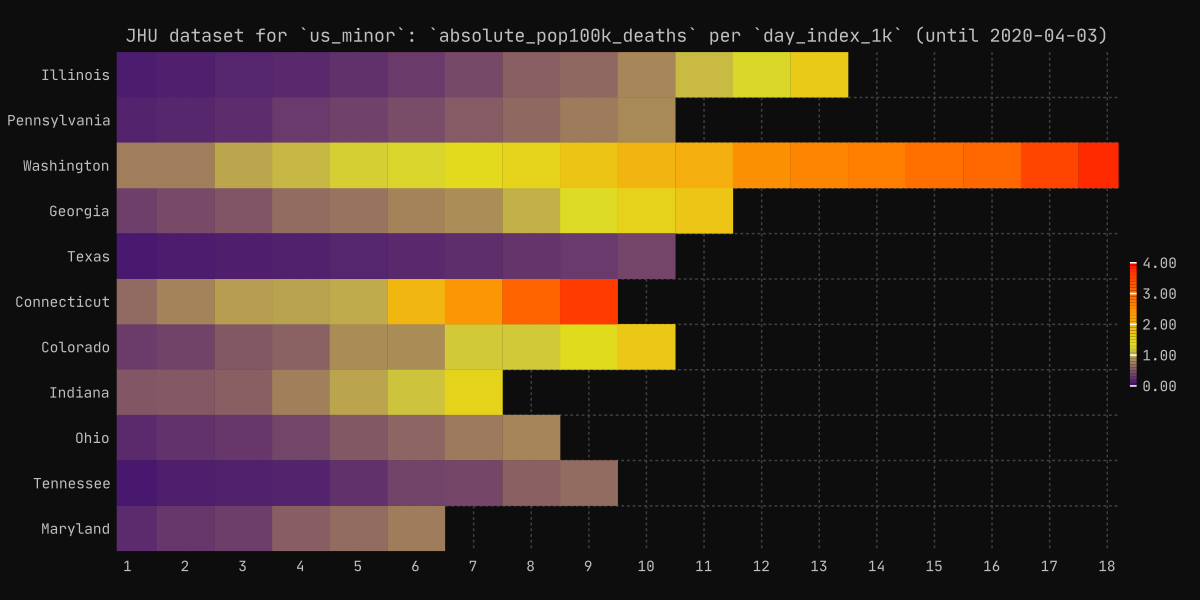 JHU dataset for `us_minor`: `absolute_pop100k_deaths` per `day_index_1k` (until 2020-04-03)
Illinois
Pennsylvania
Washington
Georgia
Texas
Connecticut
Colorado
Indiana
Ohio
Tennessee
Maryland
1 2 3 4 5 6 7 8 9 10 11 12 13 14 15 16 17 18
4.00
3.00
2.00
1.00
0.00